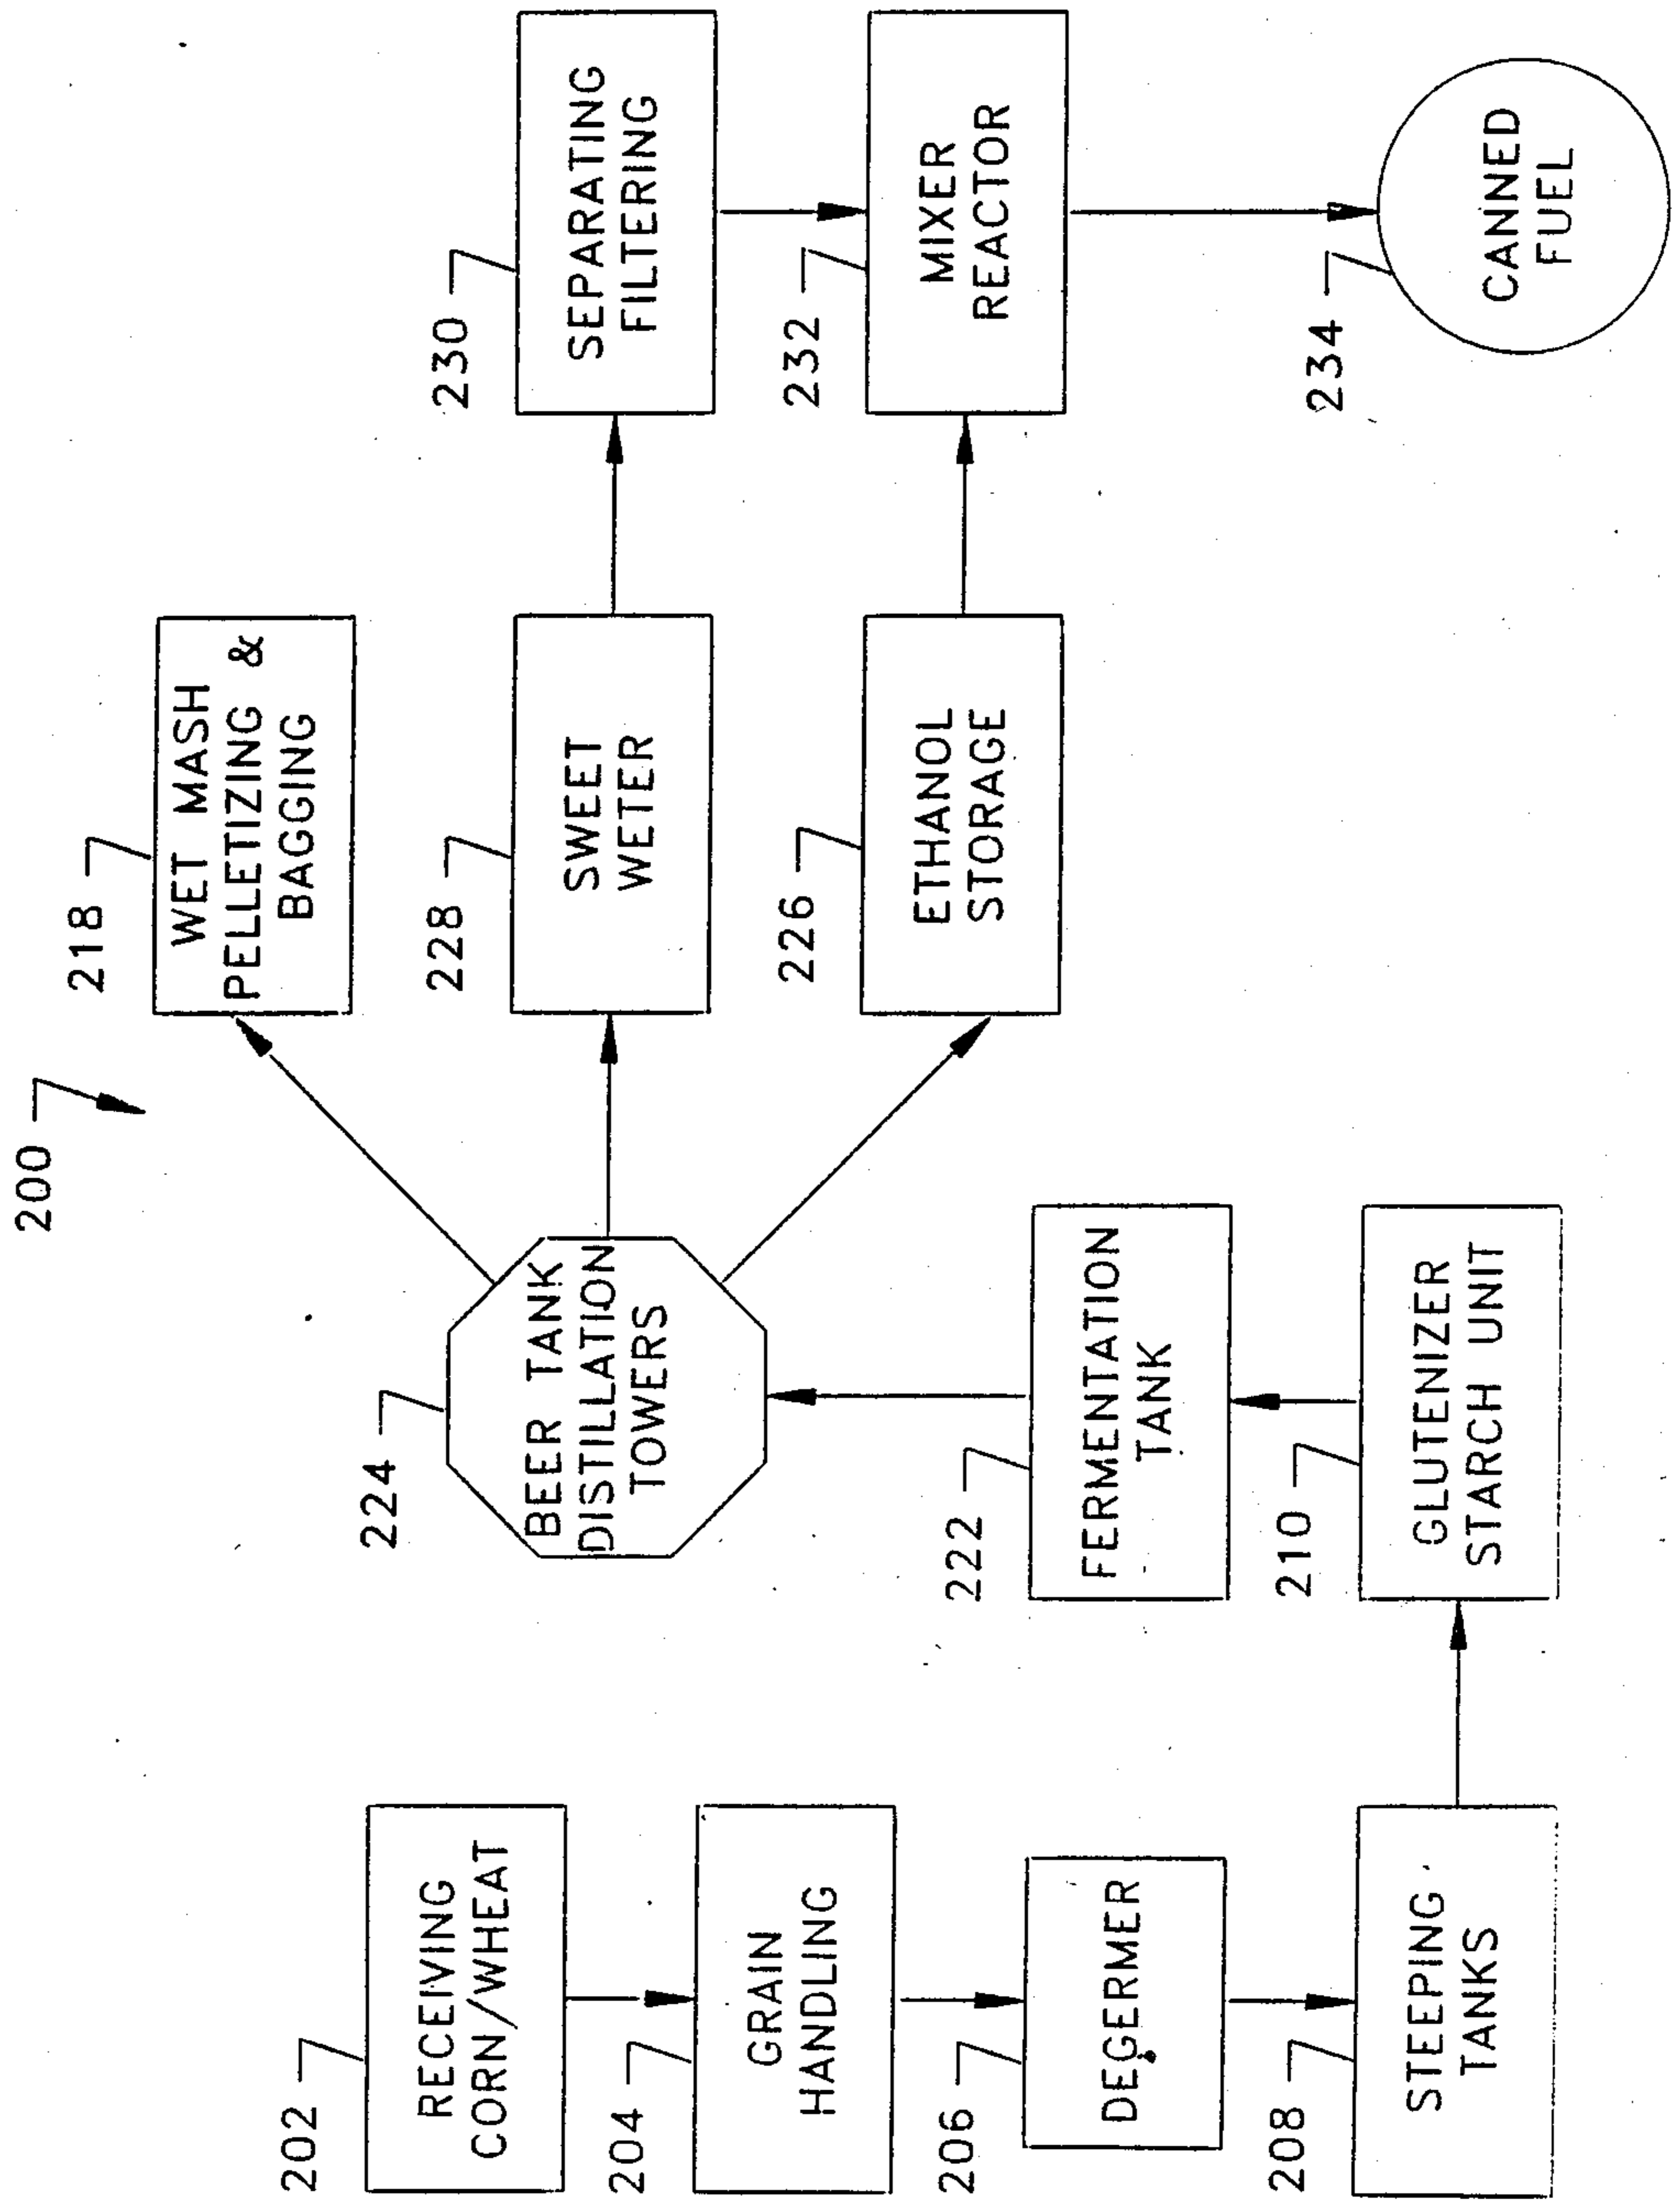 200
202
RECEIVING
CORN/WHEAT
204
GRAIN
HANDLING
206
DEGERMER
208
STEEPING
TANKS
210
GLUTENIZER
STARCH UNIT
222
FERMENTATION
TANK
224
BEER TANK
DISTILLATION
TOWERS
218
WET MASH
PELLETIZING &
BAGGING
228
SWEET
WETER
226
ETHANOL
STORAGE
230
SEPARATING
FILTERING
232
MIXER
REACTOR
234
CANNED
FUEL